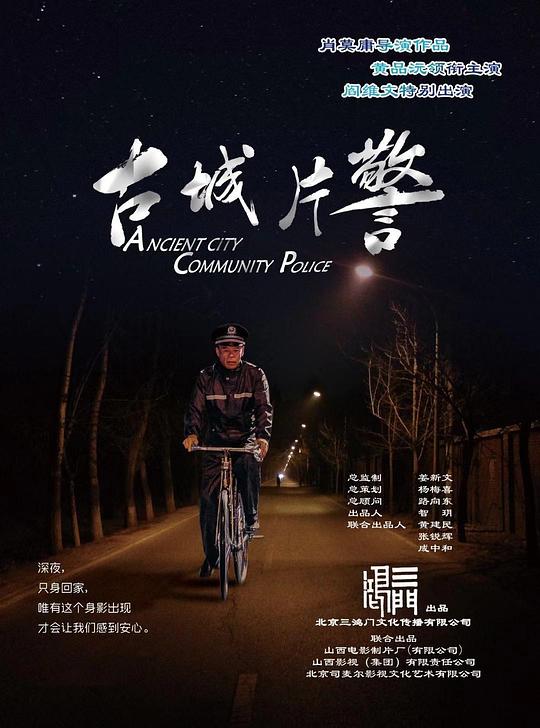 肖莫庸导演作品
黄品沅领衔主演
阎维文特别出演
古城片警
ANCIENT CITY
COMMUNITY POLICE
总监制 姜新文
总策划 杨梅喜
总顾问 路向东
出品人 智玥
联合出品人 黄建民
张锐辉
成中和
深夜，
只身回家，
唯有这个身影出现
才会让我们感到安心。
出品
北京三鸿门文化传播有限公司
联合出品
山西电影制片厂(有限公司)
山西影视（集团）有限责任公司
北京司麦尔影视文化艺术有限公司